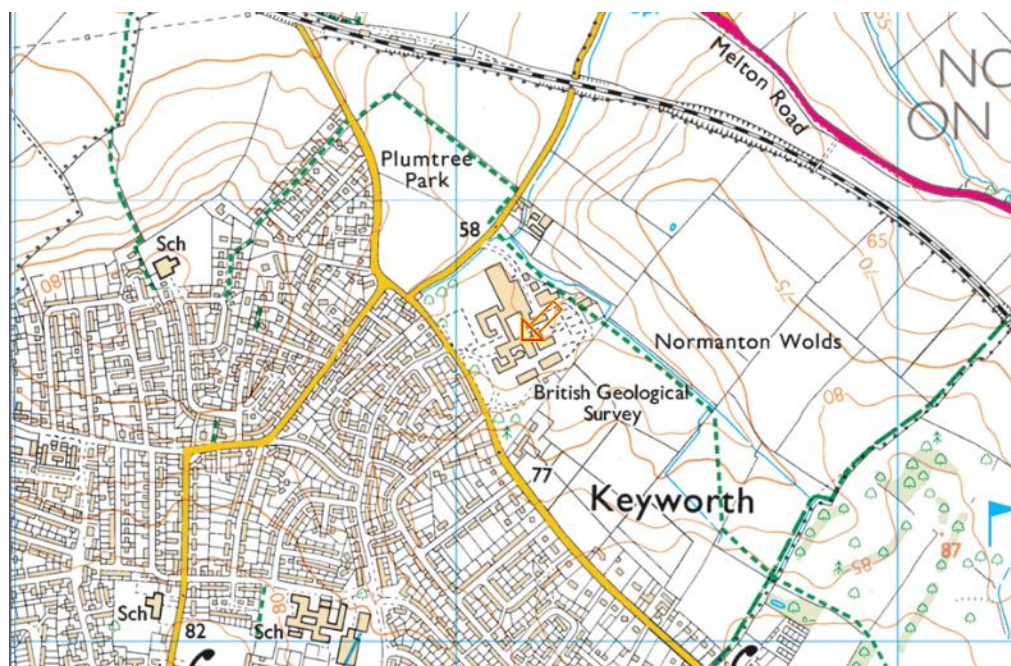 65
NO
ON
Melton Road
Plumtree
Park
58
Sch
80
65
70
75
Normanton Wolds
British Geological
Survey
80
77
Keyworth
87
85
Sch
80
Sch
82